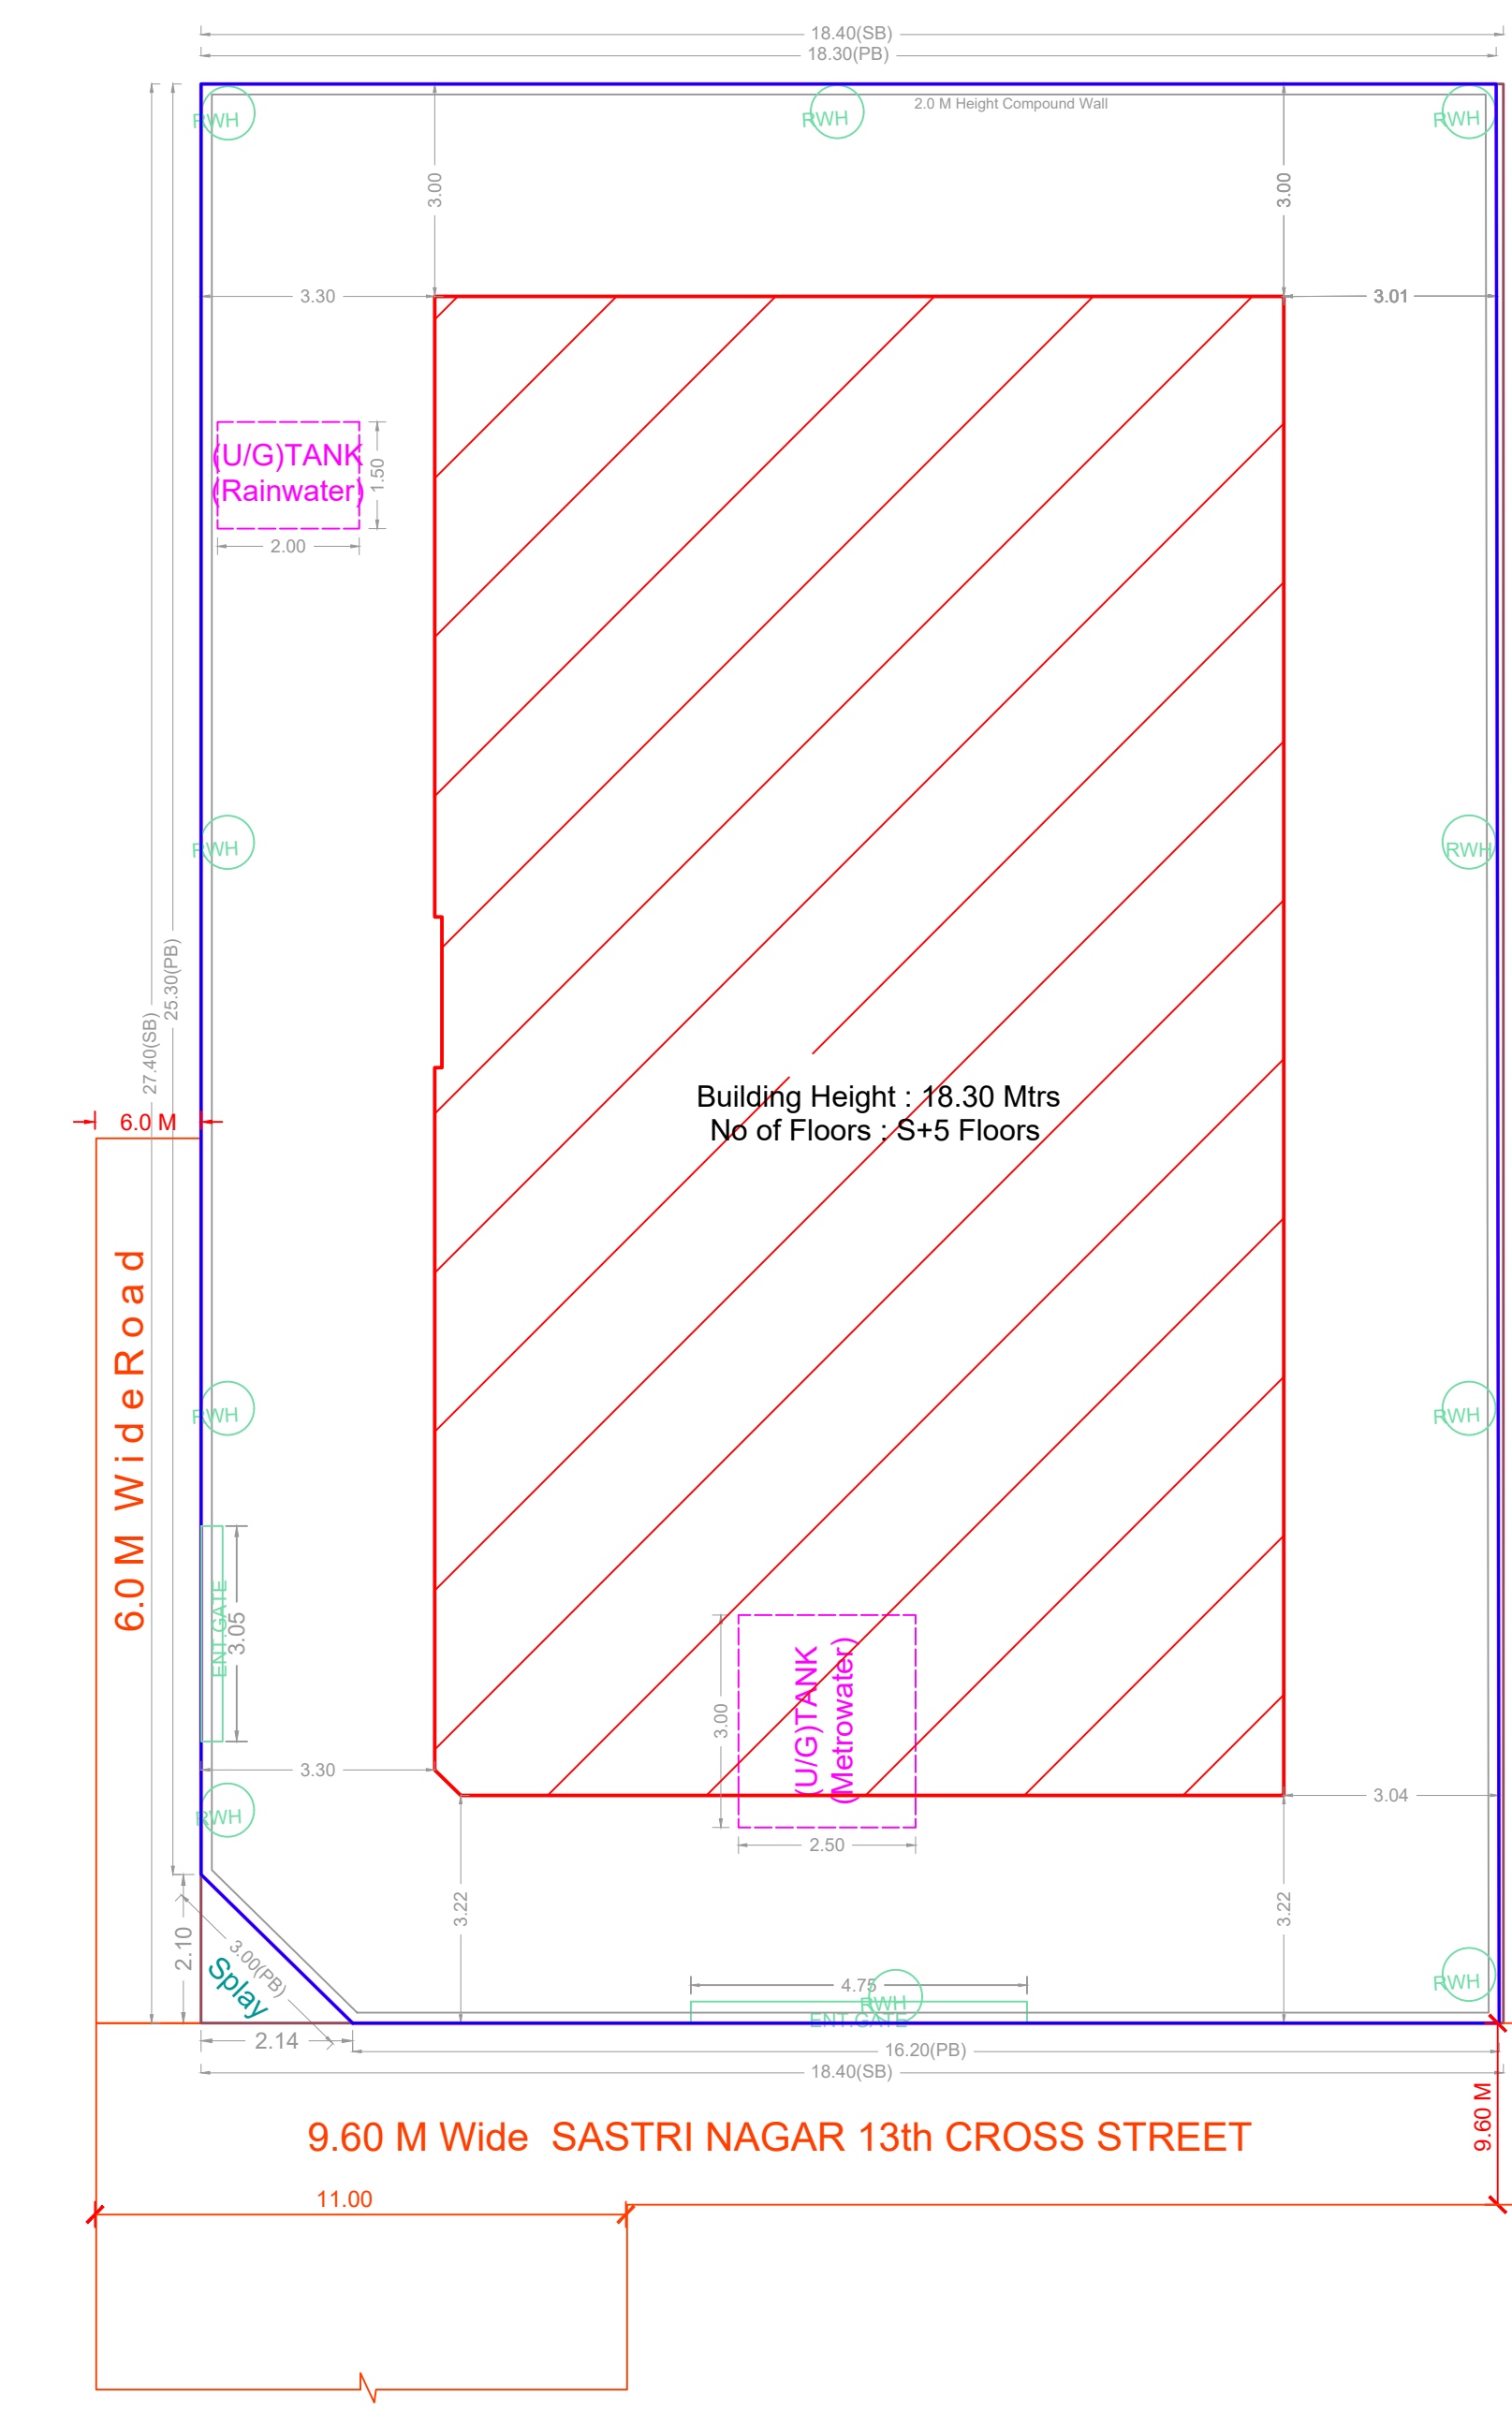 18.40(SB)
18.30(PB)
2.0 M Height Compound Wall
RWH
RWH
RWH
3.00
3.00
3.30
3.01
(U/G)TANK
(Rainwater)
1.50
2.00
RWH
RWH
25.30(PB)
27.40(SB)
Building Height : 18.30 Mtrs
No of Floors : S+5 Floors
6.0 M
6.0 M Wide Road
RWH
RWH
ENT.GATE
3.05
(U/G)TANK
(Metrowater)
3.00
2.50
3.30
3.04
RWH
3.22
3.22
2.10
3.00(PB)
Splay
RWH
4.75
RWH
ENT.GATE
2.14
16.20(PB)
18.40(SB)
9.60 M
9.60 M Wide SASTRI NAGAR 13th CROSS STREET
11.00